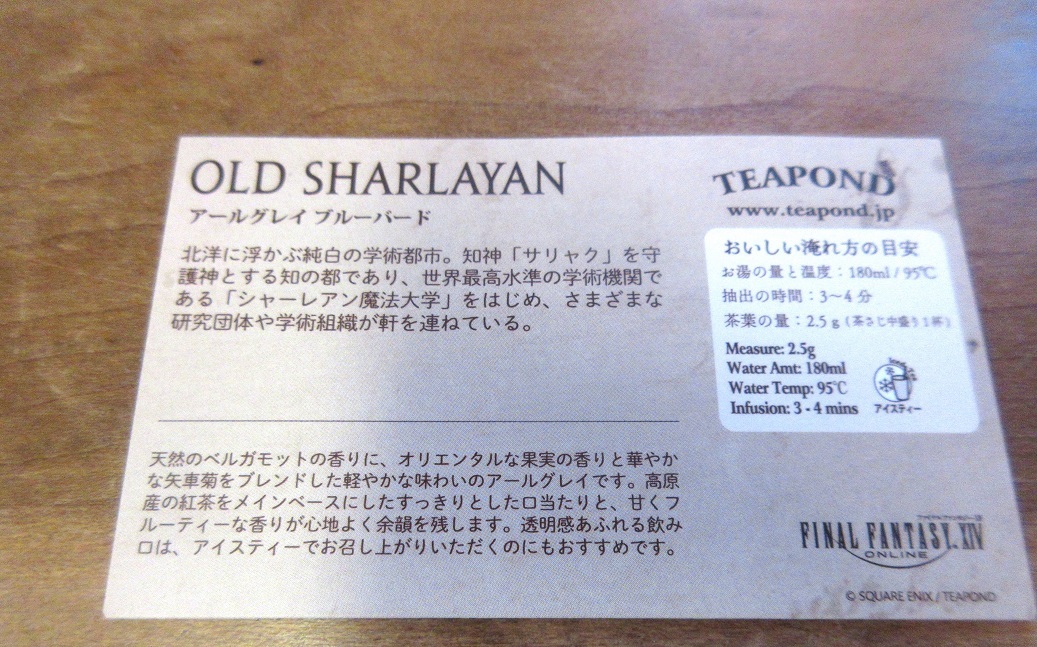 OLD SHARLAYAN
アールグレイ ブルーバード
北洋に浮かぶ純白の学術都市。知神「サリャク」を守
護神とする知の都であり、世界最高水準の学術機関で
ある「シャーレアン魔法大学」をはじめ、さまざまな
研究団体や学術組織が軒を連ねている。
天然のベルガモットの香りに、オリエンタルな果実の香りと華やか
な矢車菊をブレンドした軽やかな味わいのアールグレイです。高原
産の紅茶をメインベースにしたすっきりとした口当たりと、甘くフ
ルーティーな香りが心地よく余韻を残します。透明感あふれる飲み
口は、アイスティーでお召し上がりいただくのにもおすすめです。
TEAPOND
www.teapond.jp
おいしい淹れ方の目安
お湯の量と温度：180ml / 95℃
抽出の時間：3〜4 分
茶葉の量：2.5 g (茶さじ中盛り1杯)
Measure: 2.5g
Water Amt: 180ml
Water Temp: 95℃
Infusion: 3 - 4 mins
アイスティー
FINAL FANTASY XIV
ONLINE
© SQUARE ENIX / TEAPOND